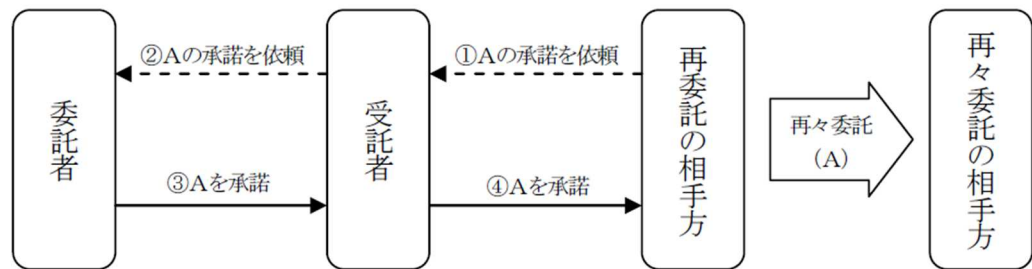 委託者
②Aの承諾を依頼
③Aを承諾
受託者
①Aの承諾を依頼
④Aを承諾
再委託の相手方
再々委託
（A）
再々委託の相手方